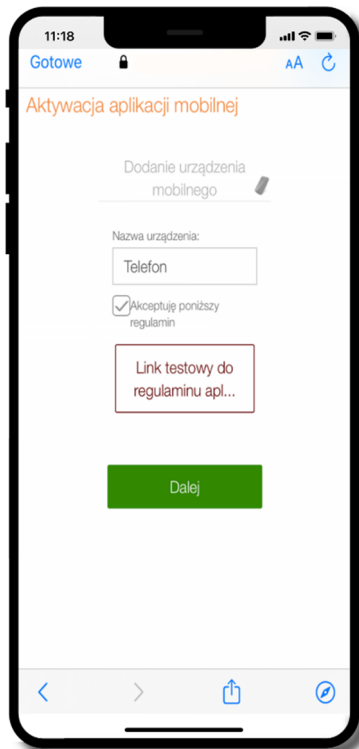 11:18
Gotowe
AA
Aktywacja aplikacji mobilnej
Dodanie urządzenia
mobilnego
Nazwa urządzenia:
Telefon
Akceptuję poniższy
regulamin
Link testowy do
regulaminu apl...
Dalej